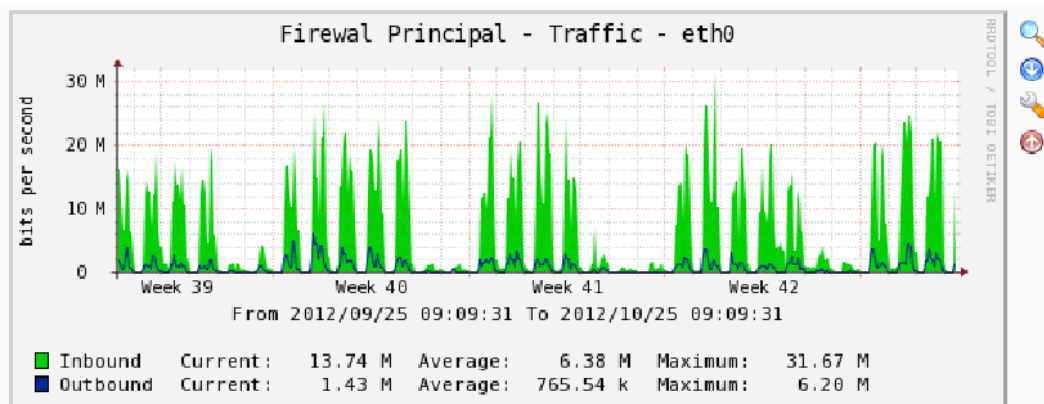 Firewal Principal - Traffic - eth0
RRDTOOL / TOBI OETIKER
bits per second
30 M
20 M
10 M
0
Week 39 Week 40 Week 41 Week 42
From 2012/09/25 09:09:31 To 2012/10/25 09:09:31
Inbound Current: 13.74 M Average: 6.38 M Maximum: 31.67 M
Outbound Current: 1.43 M Average: 765.54 k Maximum: 6.20 M